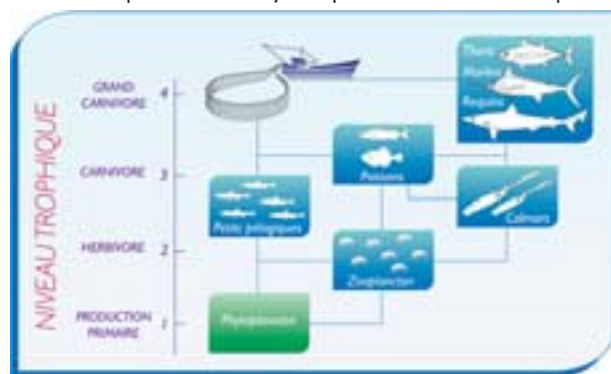 NIVEAU TROPHIQUE
GRAND
CARNIVORE
4
CARNIVORE
3
HERBIVORE
2
PRODUCTION
PRIMAIRE
1
Thons
Marlins
Requins
Poissons
Petits pélagiques
Calmars
Zooplancton
Phytoplancton